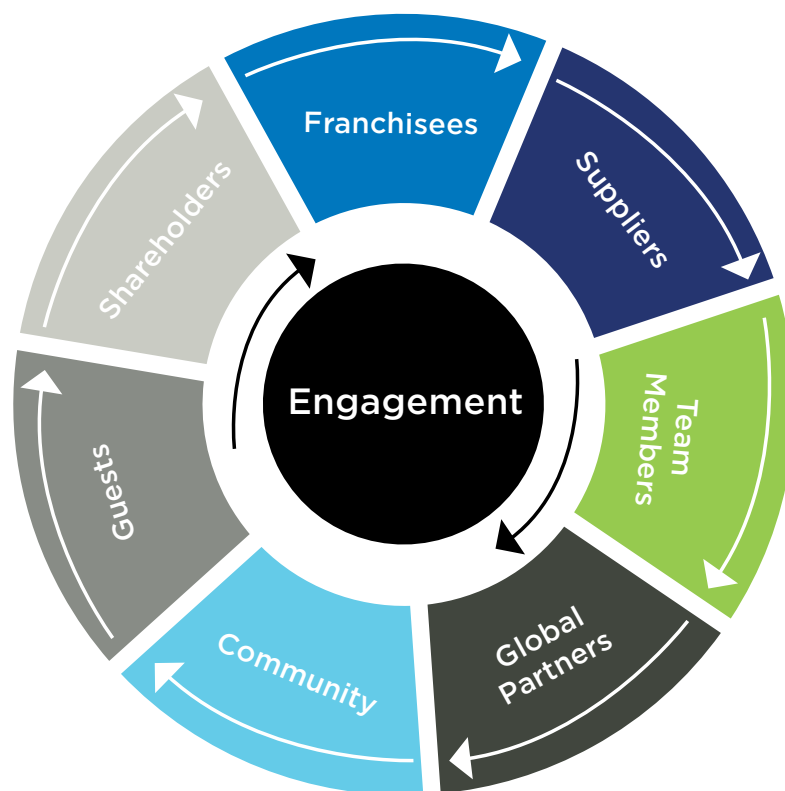 Franchisees
Suppliers
Team
Members
Global
Partners
Community
Guests
Shareholders
Engagement